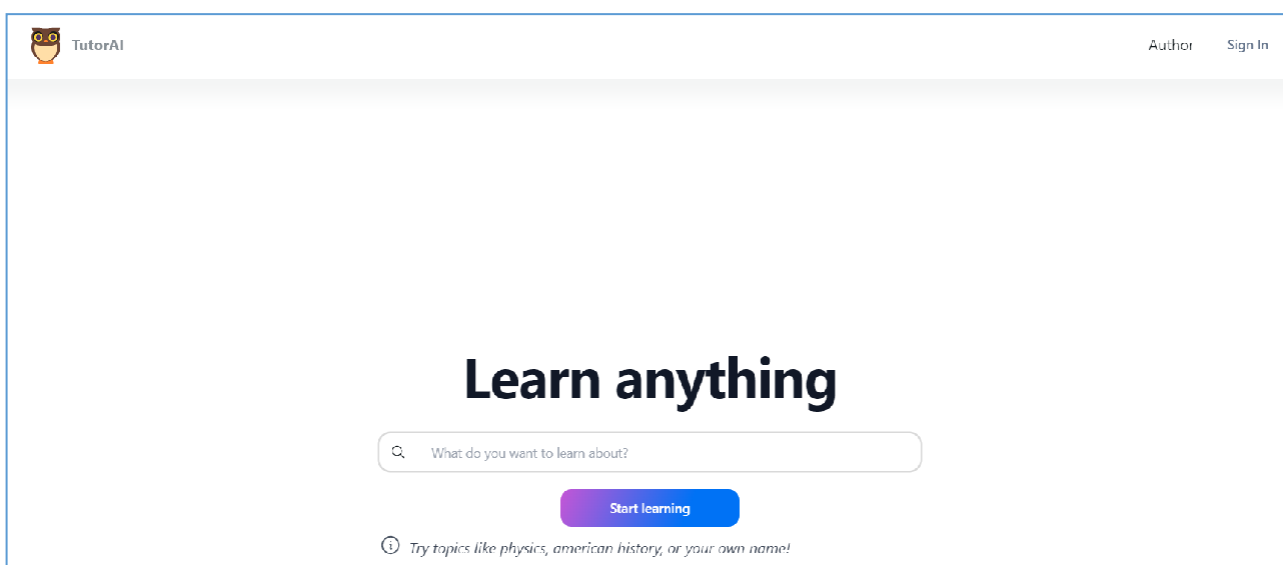 TutorAI
Author Sign In
Learn anything
What do you want to learn about?
Start learning
Try topics like physics, american history, or your own name!